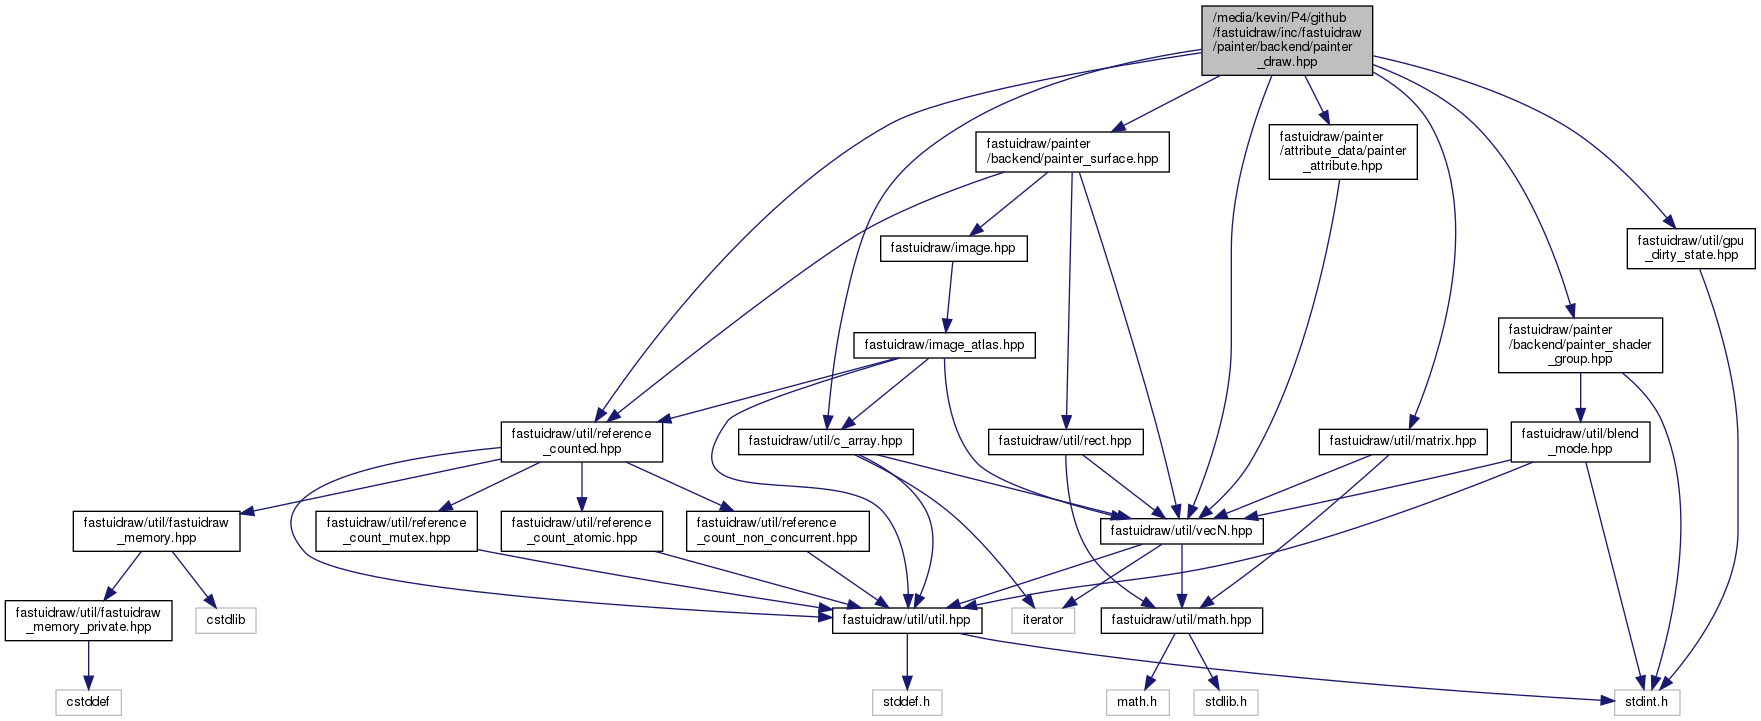 /media/kevin/P4/github
/fastuidraw/inc/fastuidraw
/painter/backend/painter
_draw.hpp
fastuidraw/painter
/backend/painter_surface.hpp
fastuidraw/painter
/attribute_data/painter
_attribute.hpp
fastuidraw/image.hpp
fastuidraw/util/gpu
_dirty_state.hpp
fastuidraw/image_atlas.hpp
fastuidraw/painter
/backend/painter_shader
_group.hpp
fastuidraw/util/reference
_counted.hpp
fastuidraw/util/c_array.hpp
fastuidraw/util/rect.hpp
fastuidraw/util/matrix.hpp
fastuidraw/util/blend
_mode.hpp
fastuidraw/util/fastuidraw
_memory.hpp
fastuidraw/util/reference
_count_mutex.hpp
fastuidraw/util/reference
_count_atomic.hpp
fastuidraw/util/reference
_count_non_concurrent.hpp
fastuidraw/util/vecN.hpp
fastuidraw/util/fastuidraw
_memory_private.hpp
cstdlib
fastuidraw/util/util.hpp
iterator
fastuidraw/util/math.hpp
cstddef
stddef.h
math.h
stdlib.h
stdint.h